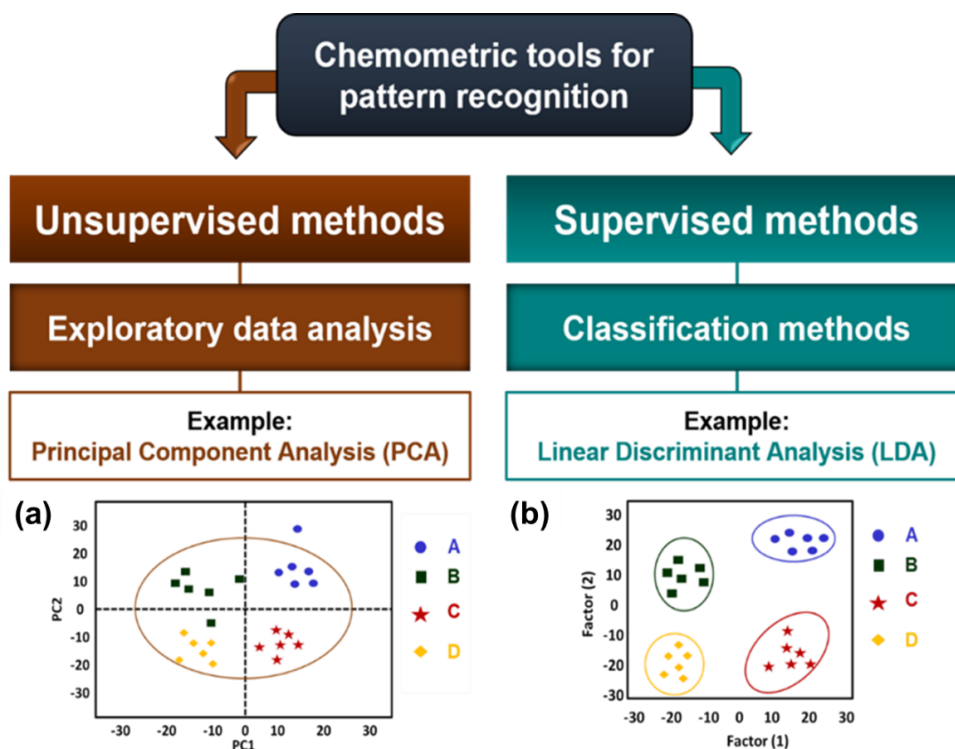 Chemometric tools for
pattern recognition
Unsupervised methods
Supervised methods
Exploratory data analysis
Classification methods
Example:
Principal Component Analysis (PCA)
Example:
Linear Discriminant Analysis (LDA)
(a)
PC2
30
20
10
0
-10
-20
-30
-30
-20
-10
0
10
20
30
PC1
A
B
C
D
(b)
Factor (2)
30
20
10
0
-10
-20
-30
-30
-20
-10
0
10
20
30
Factor (1)
A
B
C
D